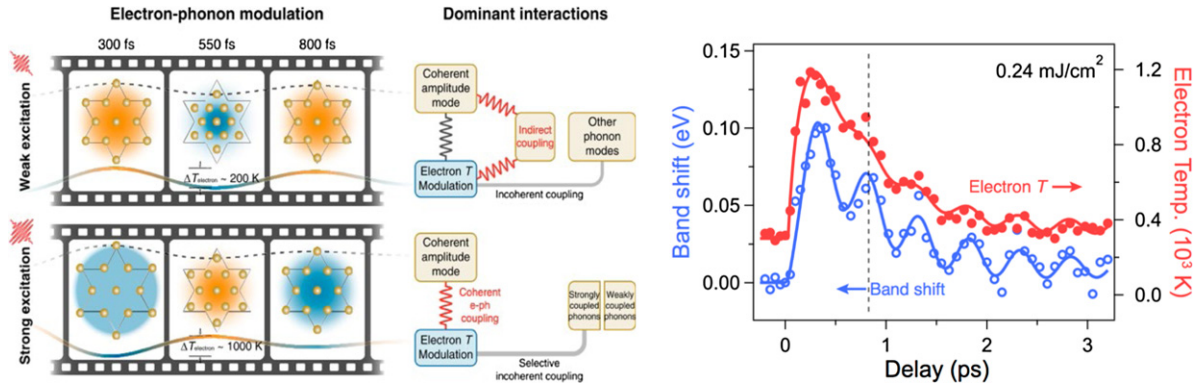 Electron-phonon modulation
Dominant interactions
300 fs
550 fs
800 fs
Weak excitation
ΔTelectron ~ 200 K
Coherent
amplitude
mode
Indirect
coupling
Other
phonon
modes
Electron T
Modulation
Incoherent coupling
Strong excitation
ΔTelectron ~ 1000 K
Coherent
amplitude
mode
Coherent
e-ph
coupling
Strongly
coupled
phonons
Weakly
coupled
phonons
Electron T
Modulation
Selective
incoherent coupling
0.24 mJ/cm²
Band shift (eV)
0.15
0.10
0.05
0.00
Electron T
Band shift
Electron Temp. (10³ K)
1.2
0.8
0.4
0.0
0
1
2
3
Delay (ps)